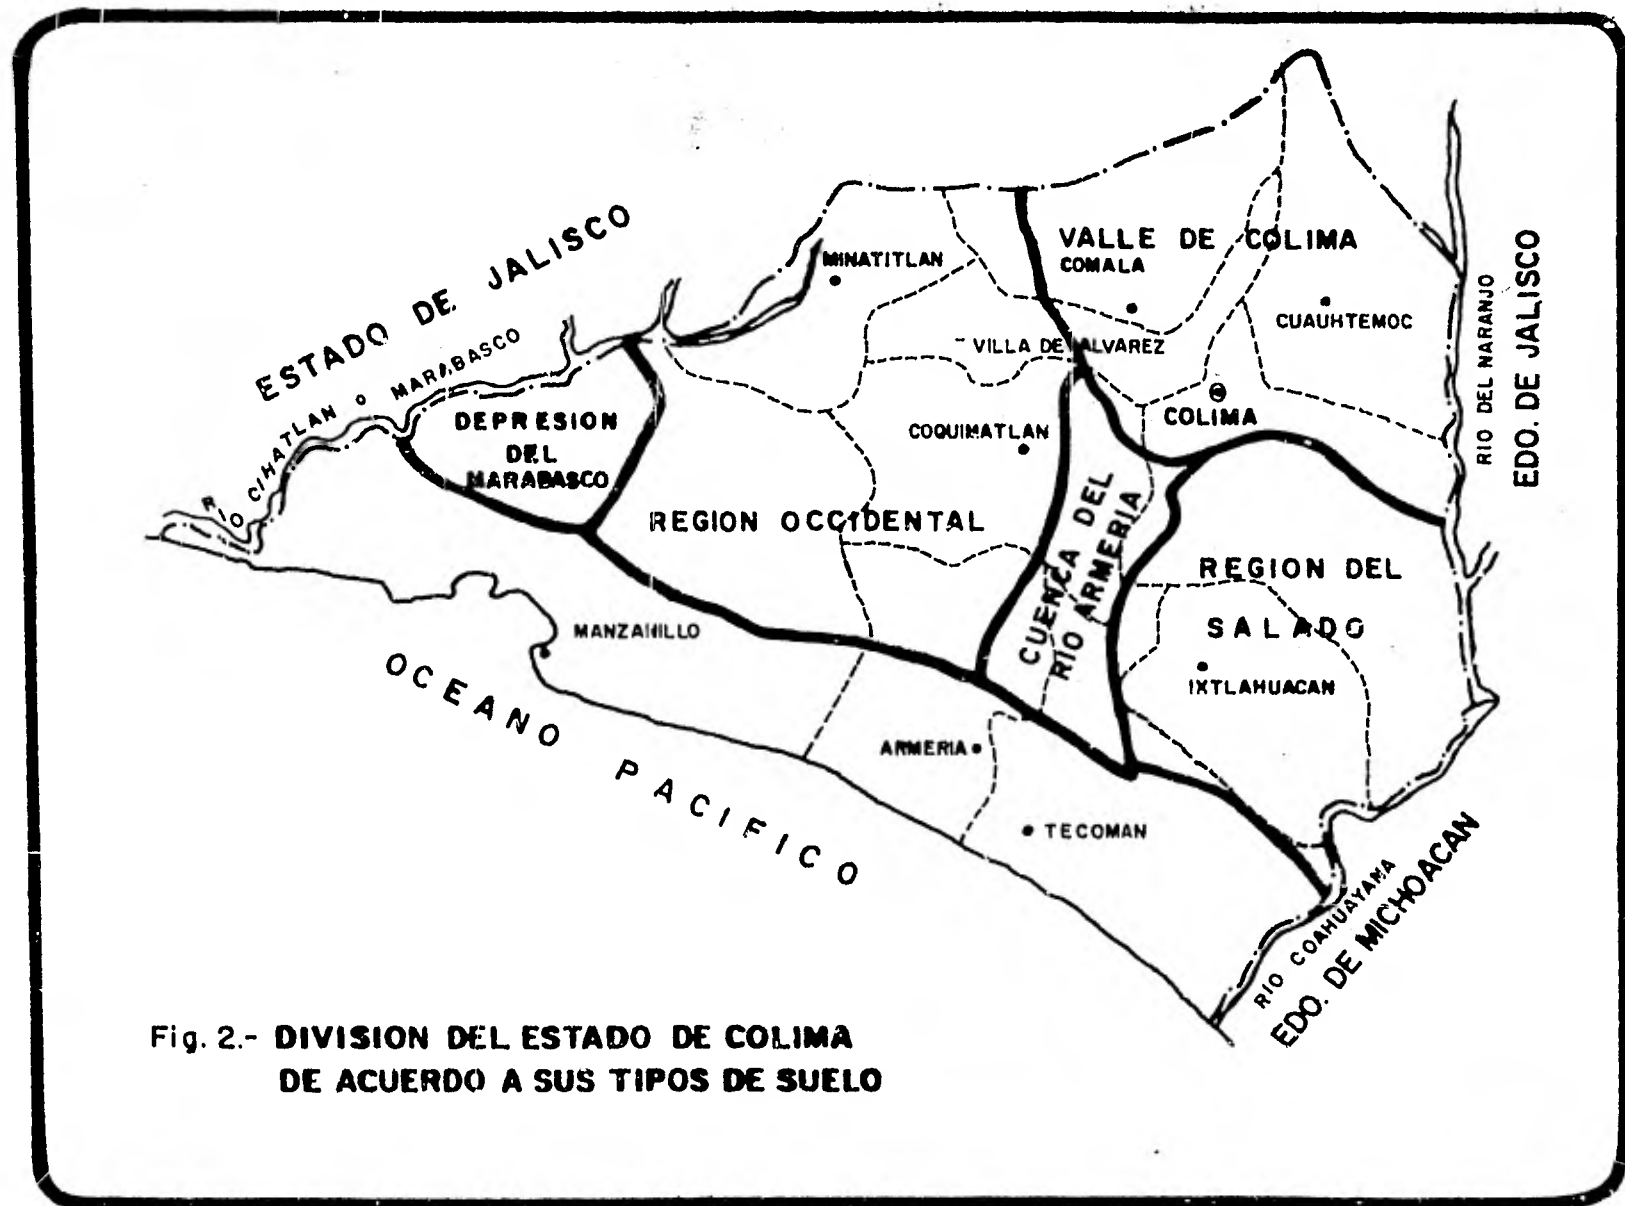 ESTADO DE JALISCO
RIO CIHATLAN o MARABASCO
MINATITLAN
VALLE DE COLIMA
COMALA
CUAUHTEMOC
RIO DEL NARANJO
EDO. DE JALISCO
VILLA DE ALVAREZ
DEPRESION
DEL
MARABASCO
COQUIMATLAN
COLIMA
REGION OCCIDENTAL
CUENCA DEL
RIO ARMERIA
REGION DEL
SALADO
IXTLAHUACAN
MANZANILLO
OCEANO PACIFICO
ARMERIA
TECOMAN
RIO COAHUAYAMA
EDO. DE MICHOACAN
Fig. 2.- DIVISION DEL ESTADO DE COLIMA
DE ACUERDO A SUS TIPOS DE SUELO